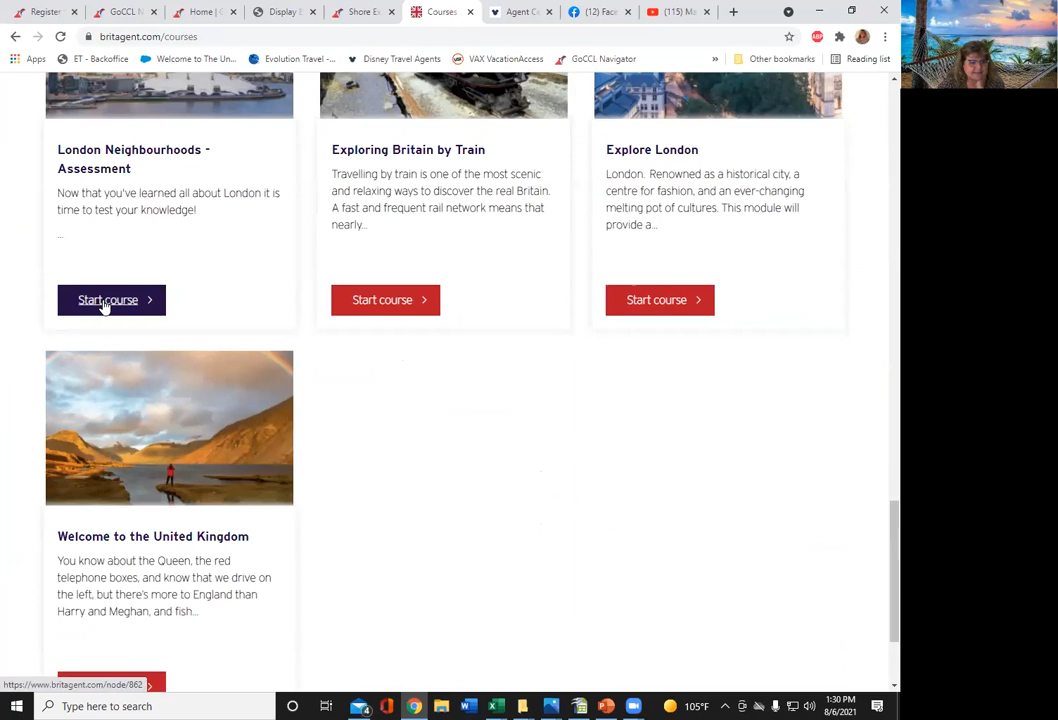 Register
GoCCL N
Home | G
Display B
Shore Ex
Courses
Agent Ce
(12) Face
(115) Ma
britagent.com/courses
ABP
Apps
ET - Backoffice
Welcome to The Un...
Evolution Travel -...
Disney Travel Agents
VAX VacationAccess
GoCCL Navigator
»
Other bookmarks
Reading list
London Neighbourhoods -
Assessment
Now that you've learned all about London it is
time to test your knowledge!
...
Start course
Exploring Britain by Train
Travelling by train is one of the most scenic
and relaxing ways to discover the real Britain.
A fast and frequent rail network means that
nearly...
Start course
Explore London
London. Renowned as a historical city, a
centre for fashion, and an ever-changing
melting pot of cultures. This module will
provide a...
Start course
Welcome to the United Kingdom
You know about the Queen, the red
telephone boxes, and know that we drive on
the left, but there's more to England than
Harry and Meghan, and fish...
https://www.britagent.com/node/862
Type here to search
105°F
1:30 PM
8/6/2021